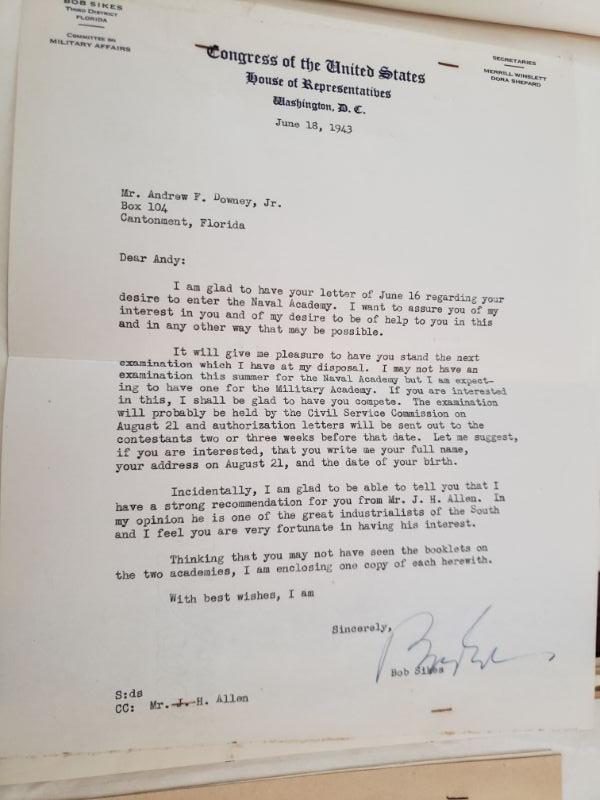 BOB SIKES
THIRD DISTRICT
FLORIDA
COMMITTEE ON
MILITARY AFFAIRS
Congress of the United States
House of Representatives
Washington, D. C.
SECRETARIES
MERRILL WINSLETT
DORA SHEPARD
June 18, 1943
Mr. Andrew F. Downey, Jr.
Box 104
Cantonment, Florida
Dear Andy:
I am glad to have your letter of June 16 regarding your
desire to enter the Naval Academy. I want to assure you of my
interest in you and of my desire to be of help to you in this
and in any other way that may be possible.
It will give me pleasure to have you stand the next
examination which I have at my disposal. I may not have an
examination this summer for the Naval Academy but I am expect-
ing to have one for the Military Academy. If you are interested
in this, I shall be glad to have you compete. The examination
will probably be held by the Civil Service Commission on
August 21 and authorization letters will be sent out to the
contestants two or three weeks before that date. Let me suggest,
if you are interested, that you write me your full name,
your address on August 21, and the date of your birth.
Incidentally, I am glad to be able to tell you that I
have a strong recommendation for you from Mr. J. H. Allen. In
my opinion he is one of the great industrialists of the South
and I feel you are very fortunate in having his interest.
Thinking that you may not have seen the booklets on
the two academies, I am enclosing one copy of each herewith.
With best wishes, I am
Sincerely,
Bob Sikes
Bob Sikes
S:ds
CC: Mr. J. H. Allen